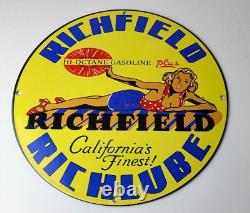 RICHFIELD
HI-OCTANE GASOLINE plus
RICHFIELD
California's
Finest!
RICHLUBE